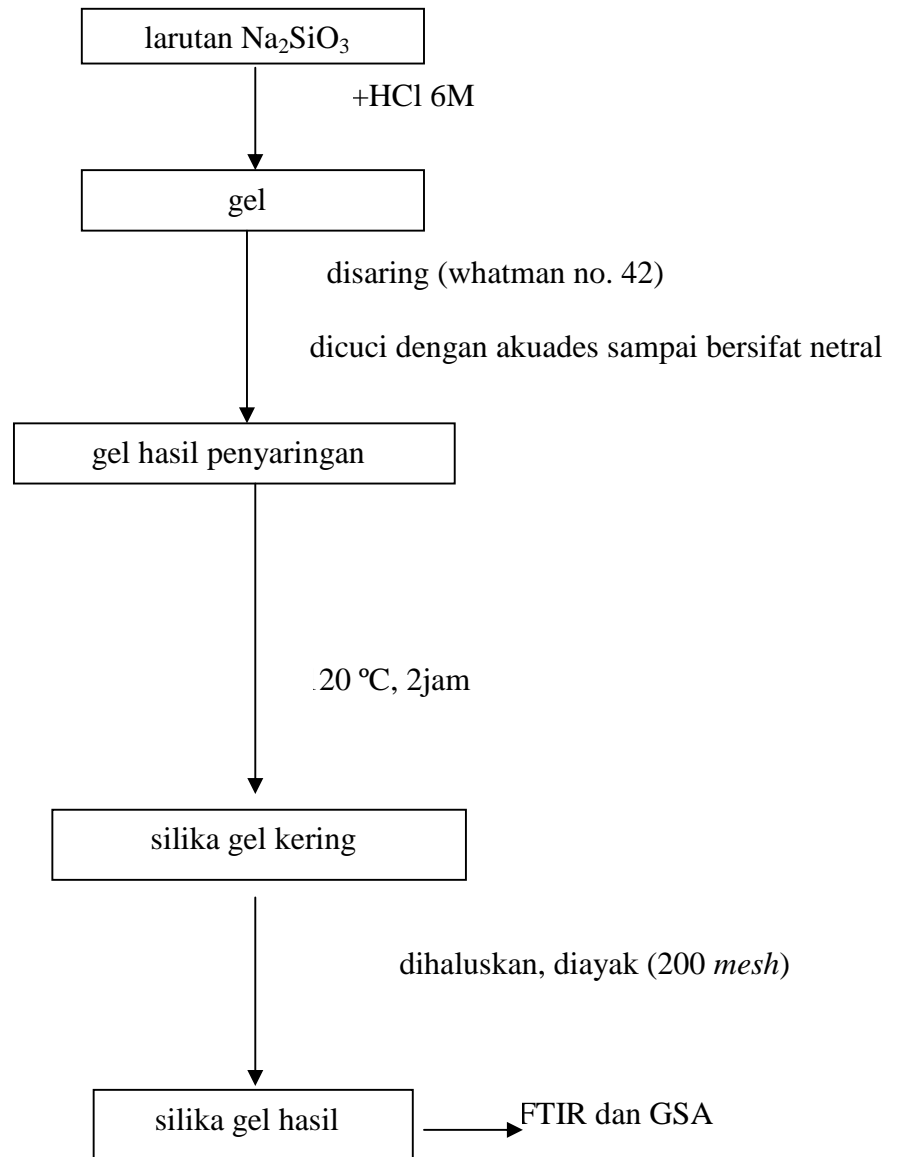 larutan Na₂SiO₃
+HCl 6M
gel
disaring (whatman no. 42)
dicuci dengan akuades sampai bersifat netral
gel hasil penyaringan
.20 ºC, 2jam
silika gel kering
dihaluskan, diayak (200 mesh)
silika gel hasil
FTIR dan GSA